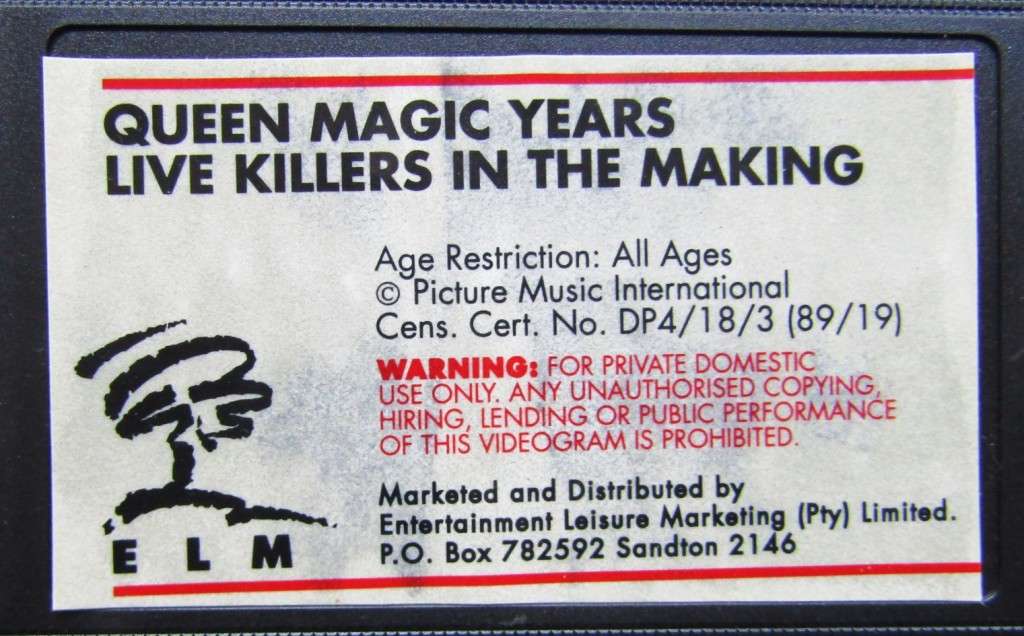 QUEEN MAGIC YEARS
LIVE KILLERS IN THE MAKING
Age Restriction: All Ages
© Picture Music International
Cens. Cert. No. DP4/18/3 (89/19)
WARNING: FOR PRIVATE DOMESTIC
USE ONLY. ANY UNAUTHORISED COPYING,
HIRING, LENDING OR PUBLIC PERFORMANCE
OF THIS VIDEOGRAM IS PROHIBITED.
Marketed and Distributed by
Entertainment Leisure Marketing (Pty) Limited.
P.O. Box 782592 Sandton 2146
ELM